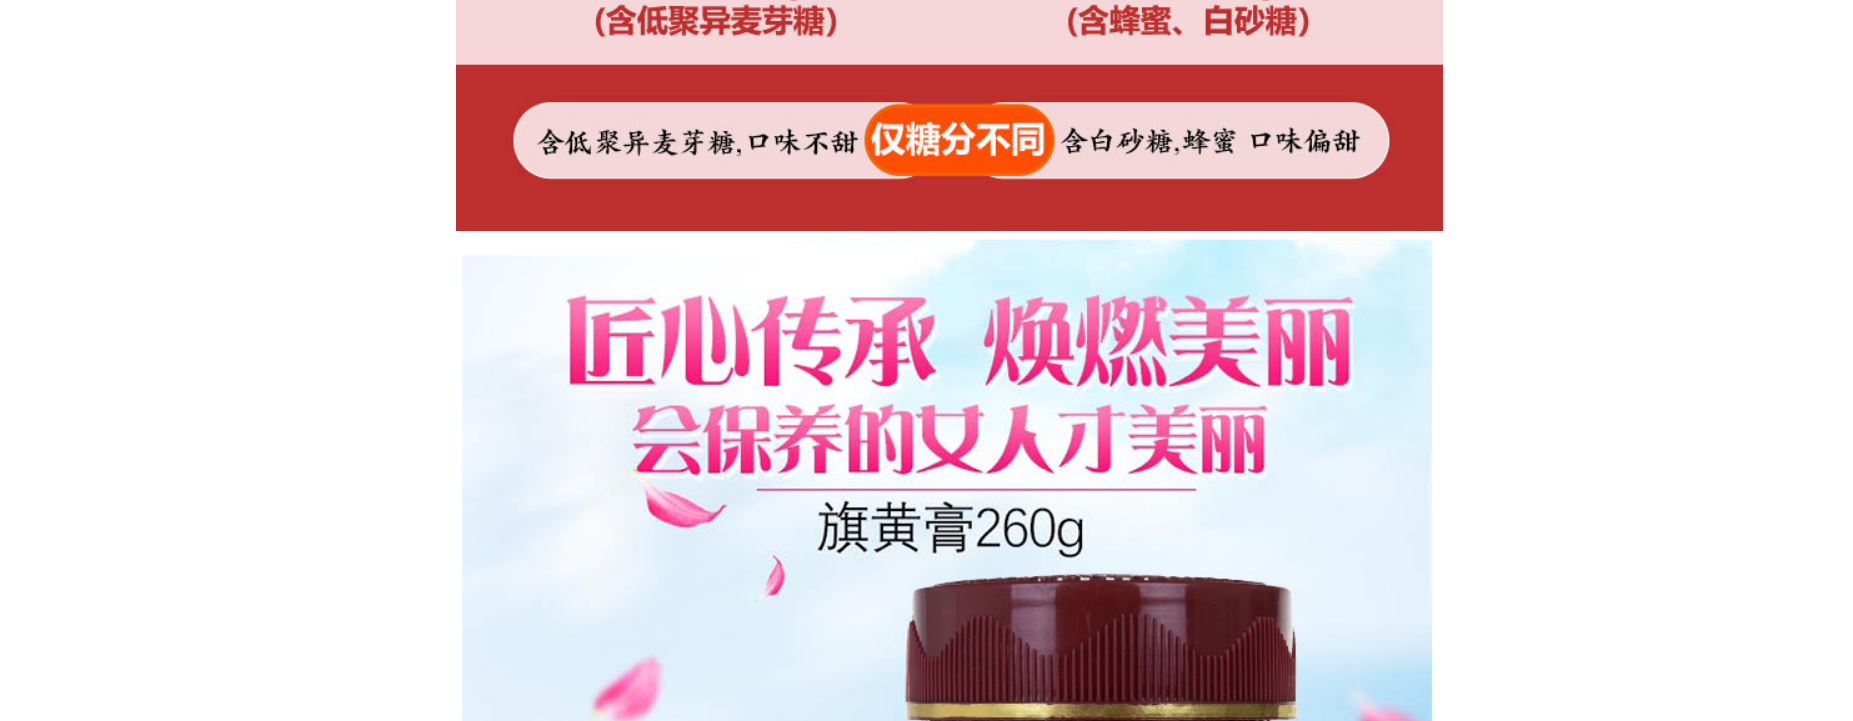 (含低聚异麦芽糖)
(含蜂蜜、白砂糖)
含低聚异麦芽糖,口味不甜
仅糖分不同
含白砂糖,蜂蜜 口味偏甜
匠心传承 焕燃美丽
会保养的女人才美丽
旗黄膏260g